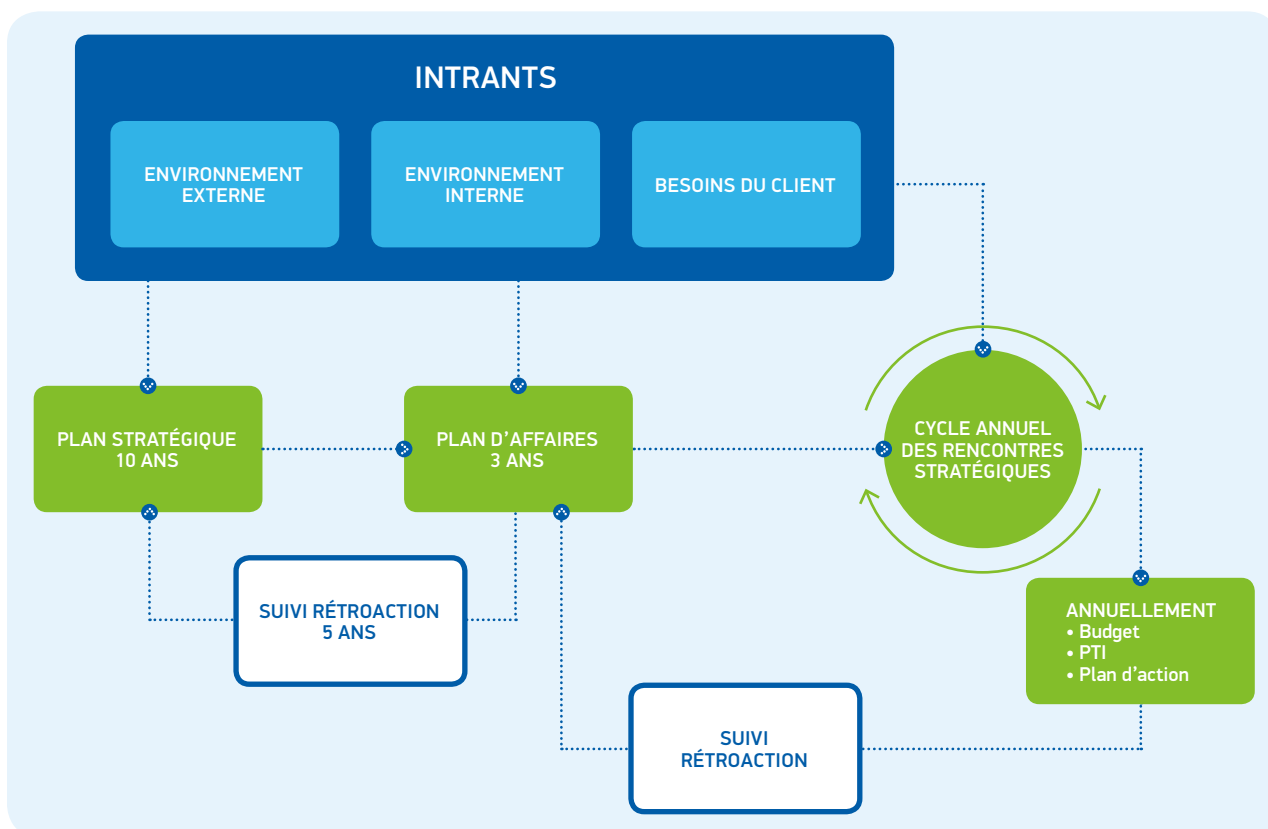 INTRANTS
ENVIRONNEMENT
EXTERNE
ENVIRONNEMENT
INTERNE
BESOINS DU CLIENT
PLAN STRATÉGIQUE
10 ANS
PLAN D'AFFAIRES
3 ANS
CYCLE ANNUEL
DES RENCONTRES
STRATÉGIQUES
SUIVI RÉTROACTION
5 ANS
ANNUELLEMENT
• Budget
• PTI
• Plan d'action
SUIVI
RÉTROACTION